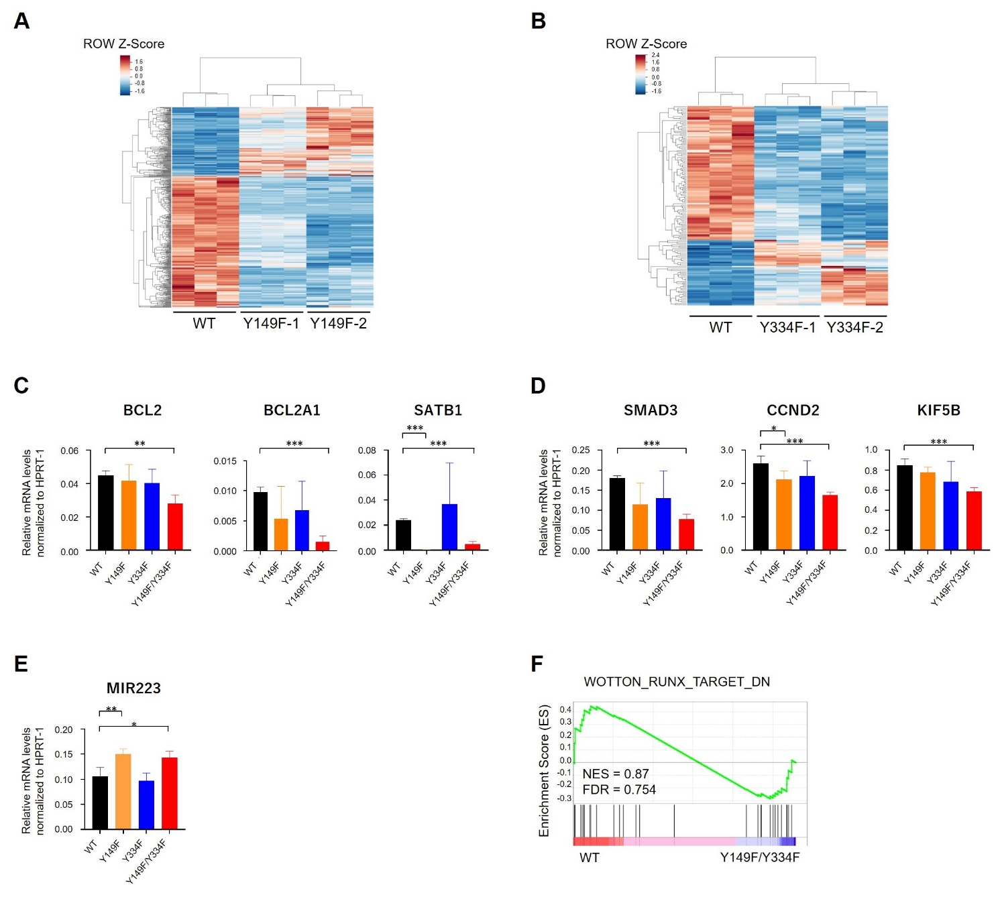 A
B
ROW Z-Score
1.6
0.8
0.0
-0.8
-1.6
ROW Z-Score
2.4
1.6
0.8
0.0
-0.8
-1.6
WT
Y149F-1
Y149F-2
WT
Y334F-1
Y334F-2
C
D
BCL2
Relative mRNA levels
normalized to HPRT-1
**
0.06
0.04
0.02
0.00
WT
Y149F
Y334F
Y149F/Y334F
BCL2A1
***
0.015
0.010
0.005
0.000
WT
Y149F
Y334F
Y149F/Y334F
SATB1
***
***
0.08
0.06
0.04
0.02
0.00
WT
Y149F
Y334F
Y149F/Y334F
SMAD3
Relative mRNA levels
normalized to HPRT-1
***
0.25
0.20
0.15
0.10
0.05
0.00
WT
Y149F
Y334F
Y149F/Y334F
CCND2
*
***
3.0
2.0
1.0
0.0
WT
Y149F
Y334F
Y149F/Y334F
KIF5B
***
1.0
0.8
0.6
0.4
0.2
0.0
WT
Y149F
Y334F
Y149F/Y334F
E
F
MIR223
Relative mRNA levels
normalized to HPRT-1
**
*
0.20
0.15
0.10
0.05
0.00
WT
Y149F
Y334F
Y149F/Y334F
WOTTON_RUNX_TARGET_DN
Enrichment Score (ES)
0.4
0.3
0.2
0.1
0.0
-0.1
-0.2
-0.3
NES = 0.87
FDR = 0.754
WT
Y149F/Y334F